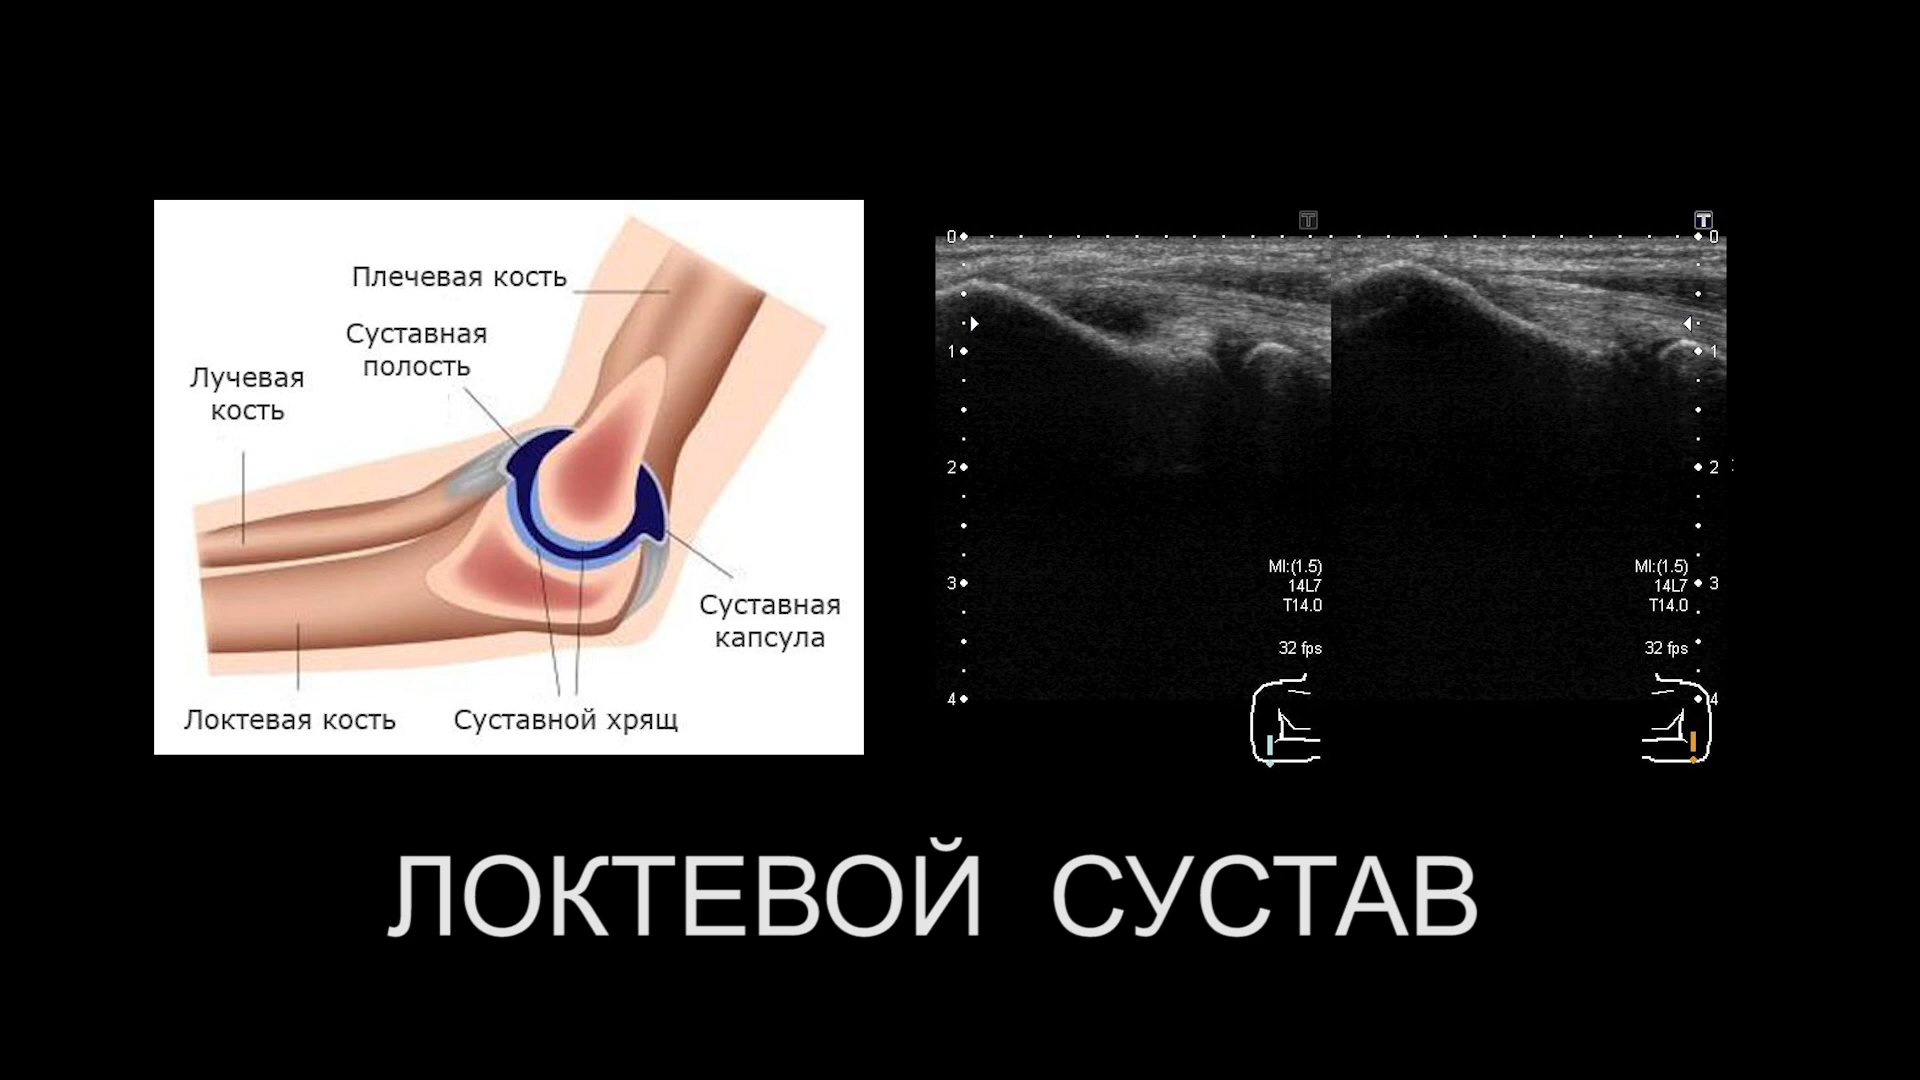 Плечевая кость
Суставная
полость
Лучевая
кость
Суставная
капсула
Локтевая кость
Суставной хрящ
T
T
0
0
1
1
2
2
3
3
4
4
MI:(1.5)
14L7
T14.0
32 fps
MI:(1.5)
14L7
T14.0
32 fps
ЛОКТЕВОЙ СУСТАВ